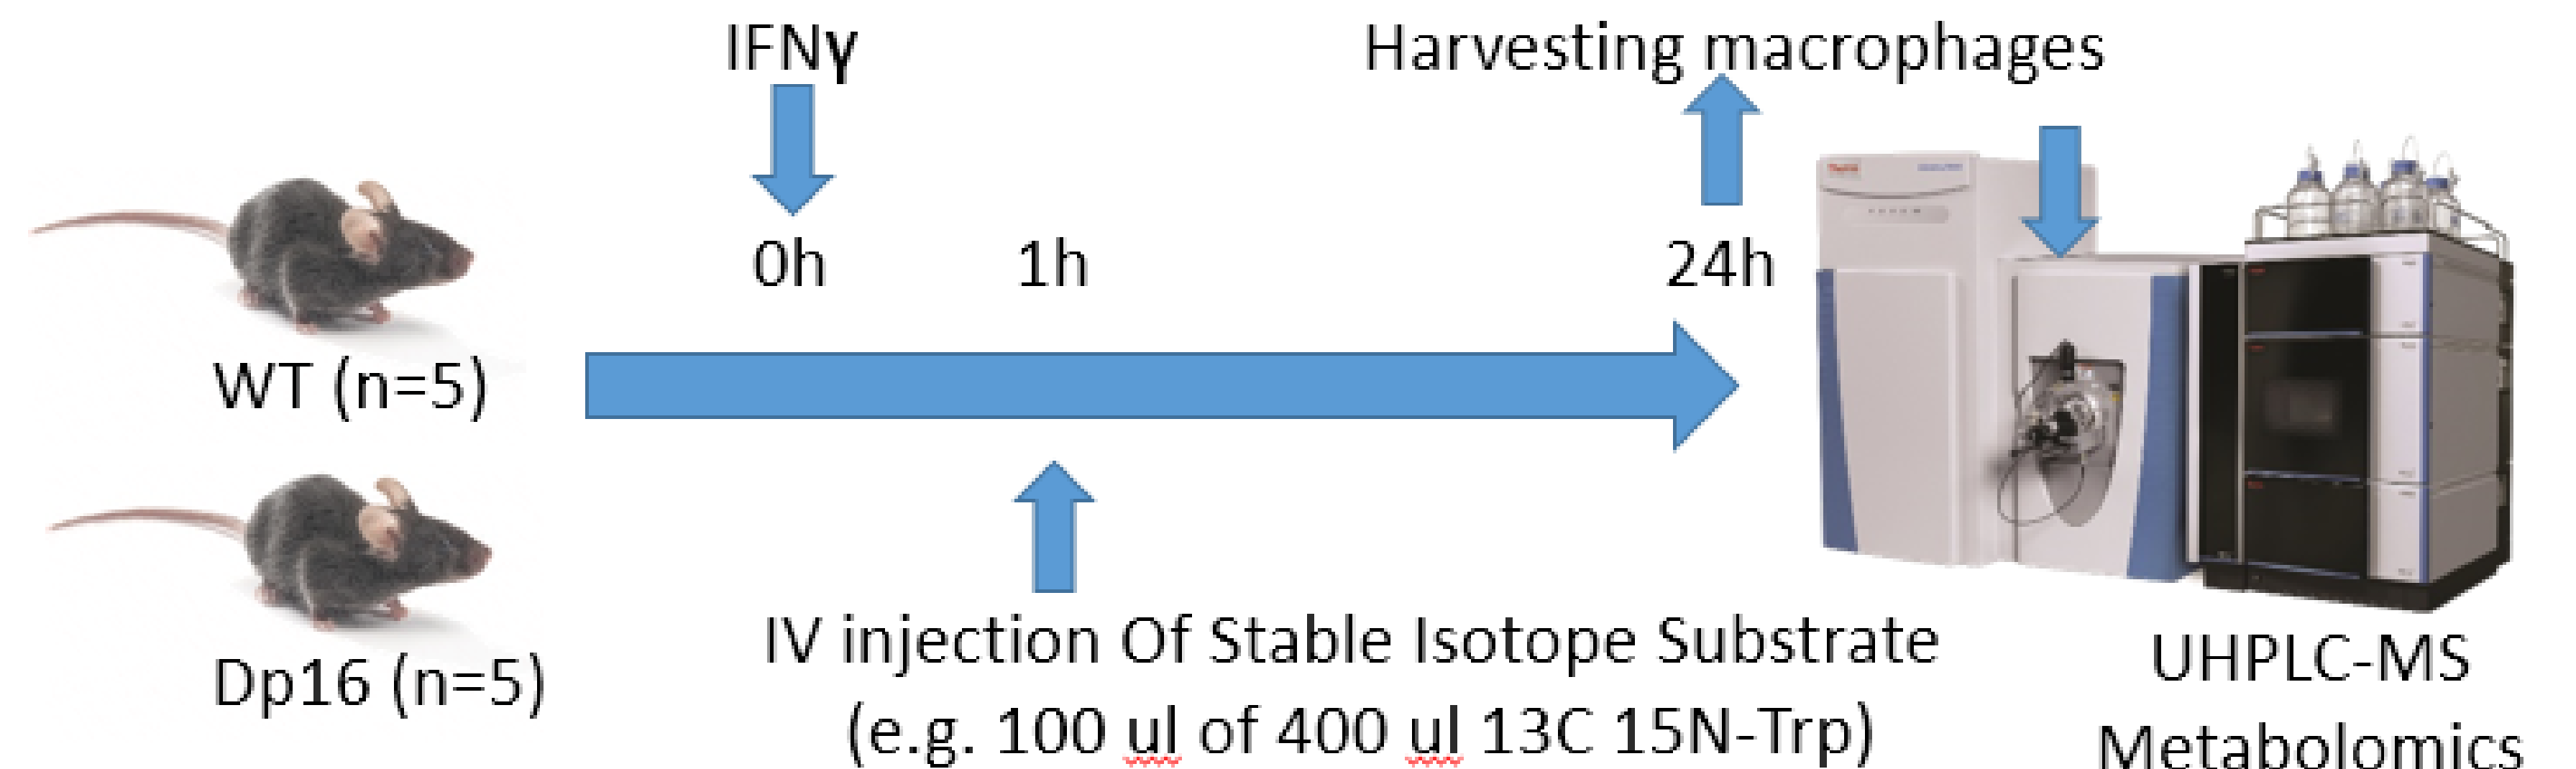 IFNγ
Harvesting macrophages
0h
1h
24h
WT (n=5)
Dp16 (n=5)
IV injection Of Stable Isotope Substrate
(e.g. 100 ul of 400 ul 13C 15N-Trp)
UHPLC-MS
Metabolomics